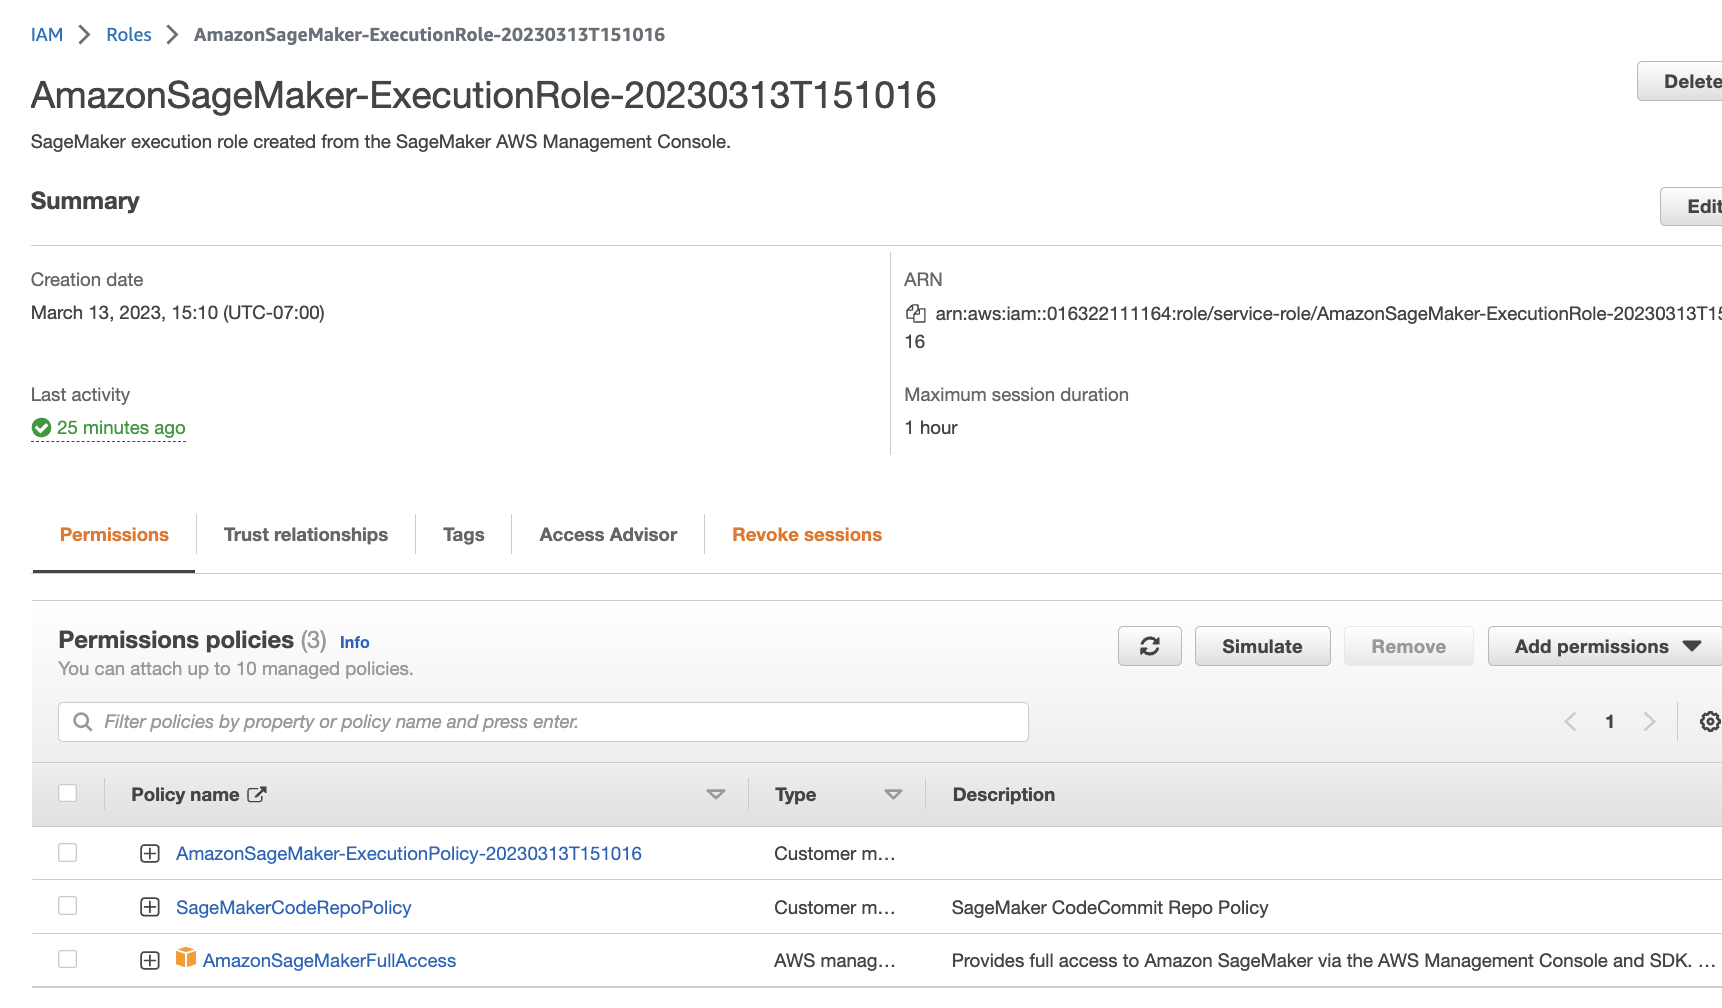 IAM > Roles > AmazonSageMaker-ExecutionRole-20230313T151016
AmazonSageMaker-ExecutionRole-20230313T151016
Delete
SageMaker execution role created from the SageMaker AWS Management Console.
Summary
Edit
Creation date
March 13, 2023, 15:10 (UTC-07:00)
ARN
arn:aws:iam::016322111164:role/service-role/AmazonSageMaker-ExecutionRole-20230313T15
16
Last activity
25 minutes ago
Maximum session duration
1 hour
Permissions Trust relationships Tags Access Advisor Revoke sessions
Permissions policies (3) Info
You can attach up to 10 managed policies.
Simulate Remove Add permissions
Filter policies by property or policy name and press enter.
1
Policy name Type Description
AmazonSageMaker-ExecutionPolicy-20230313T151016 Customer m...
SageMakerCodeRepoPolicy Customer m... SageMaker CodeCommit Repo Policy
AmazonSageMakerFullAccess AWS manag... Provides full access to Amazon SageMaker via the AWS Management Console and SDK. ...